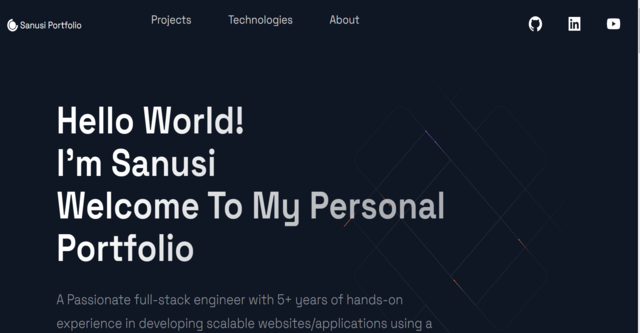 Sanusi Portfolio
Projects
Technologies
About
Hello World!
I'm Sanusi
Welcome To My Personal
Portfolio
A Passionate full-stack engineer with 5+ years of hands-on
experience in developing scalable websites/applications using a